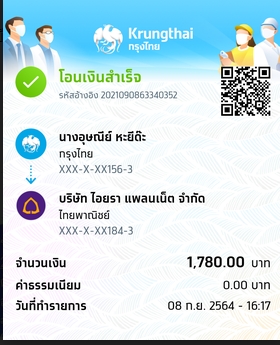 Krungthai
กรุงไทย
โอนเงินสำเร็จ
รหัสอ้างอิง 2021090863340352
นางอุษณีย์ หะยีดิ๊ะ
กรุงไทย
XXX-X-XX156-3
บริษัท ไอยรา แพลนเน็ต จำกัด
ไทยพาณิชย์
XXX-X-XX184-3
จำนวนเงิน 1,780.00 บาท
ค่าธรรมเนียม 0.00 บาท
วันที่ทำรายการ 08 ก.ย. 2564 - 16:17